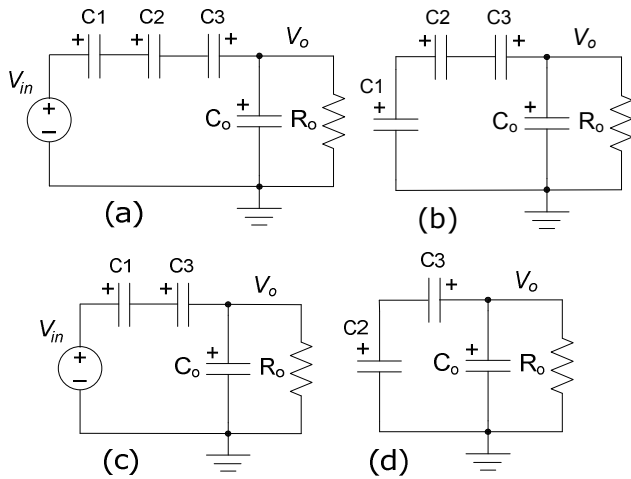 C1 C2 C3 Vo
Vin Co Ro
(a)
C2 C3 Vo
C1 Co Ro
(b)
C1 C3 Vo
Vin Co Ro
(c)
C3 Vo
C2 Co Ro
(d)